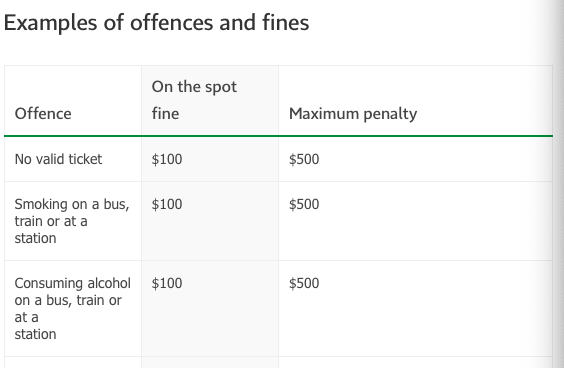 Examples of offences and fines
Offence
On the spot
fine
Maximum penalty
No valid ticket
$100
$500
Smoking on a bus,
train or at a
station
$100
$500
Consuming alcohol
on a bus, train or
at a
station
$100
$500